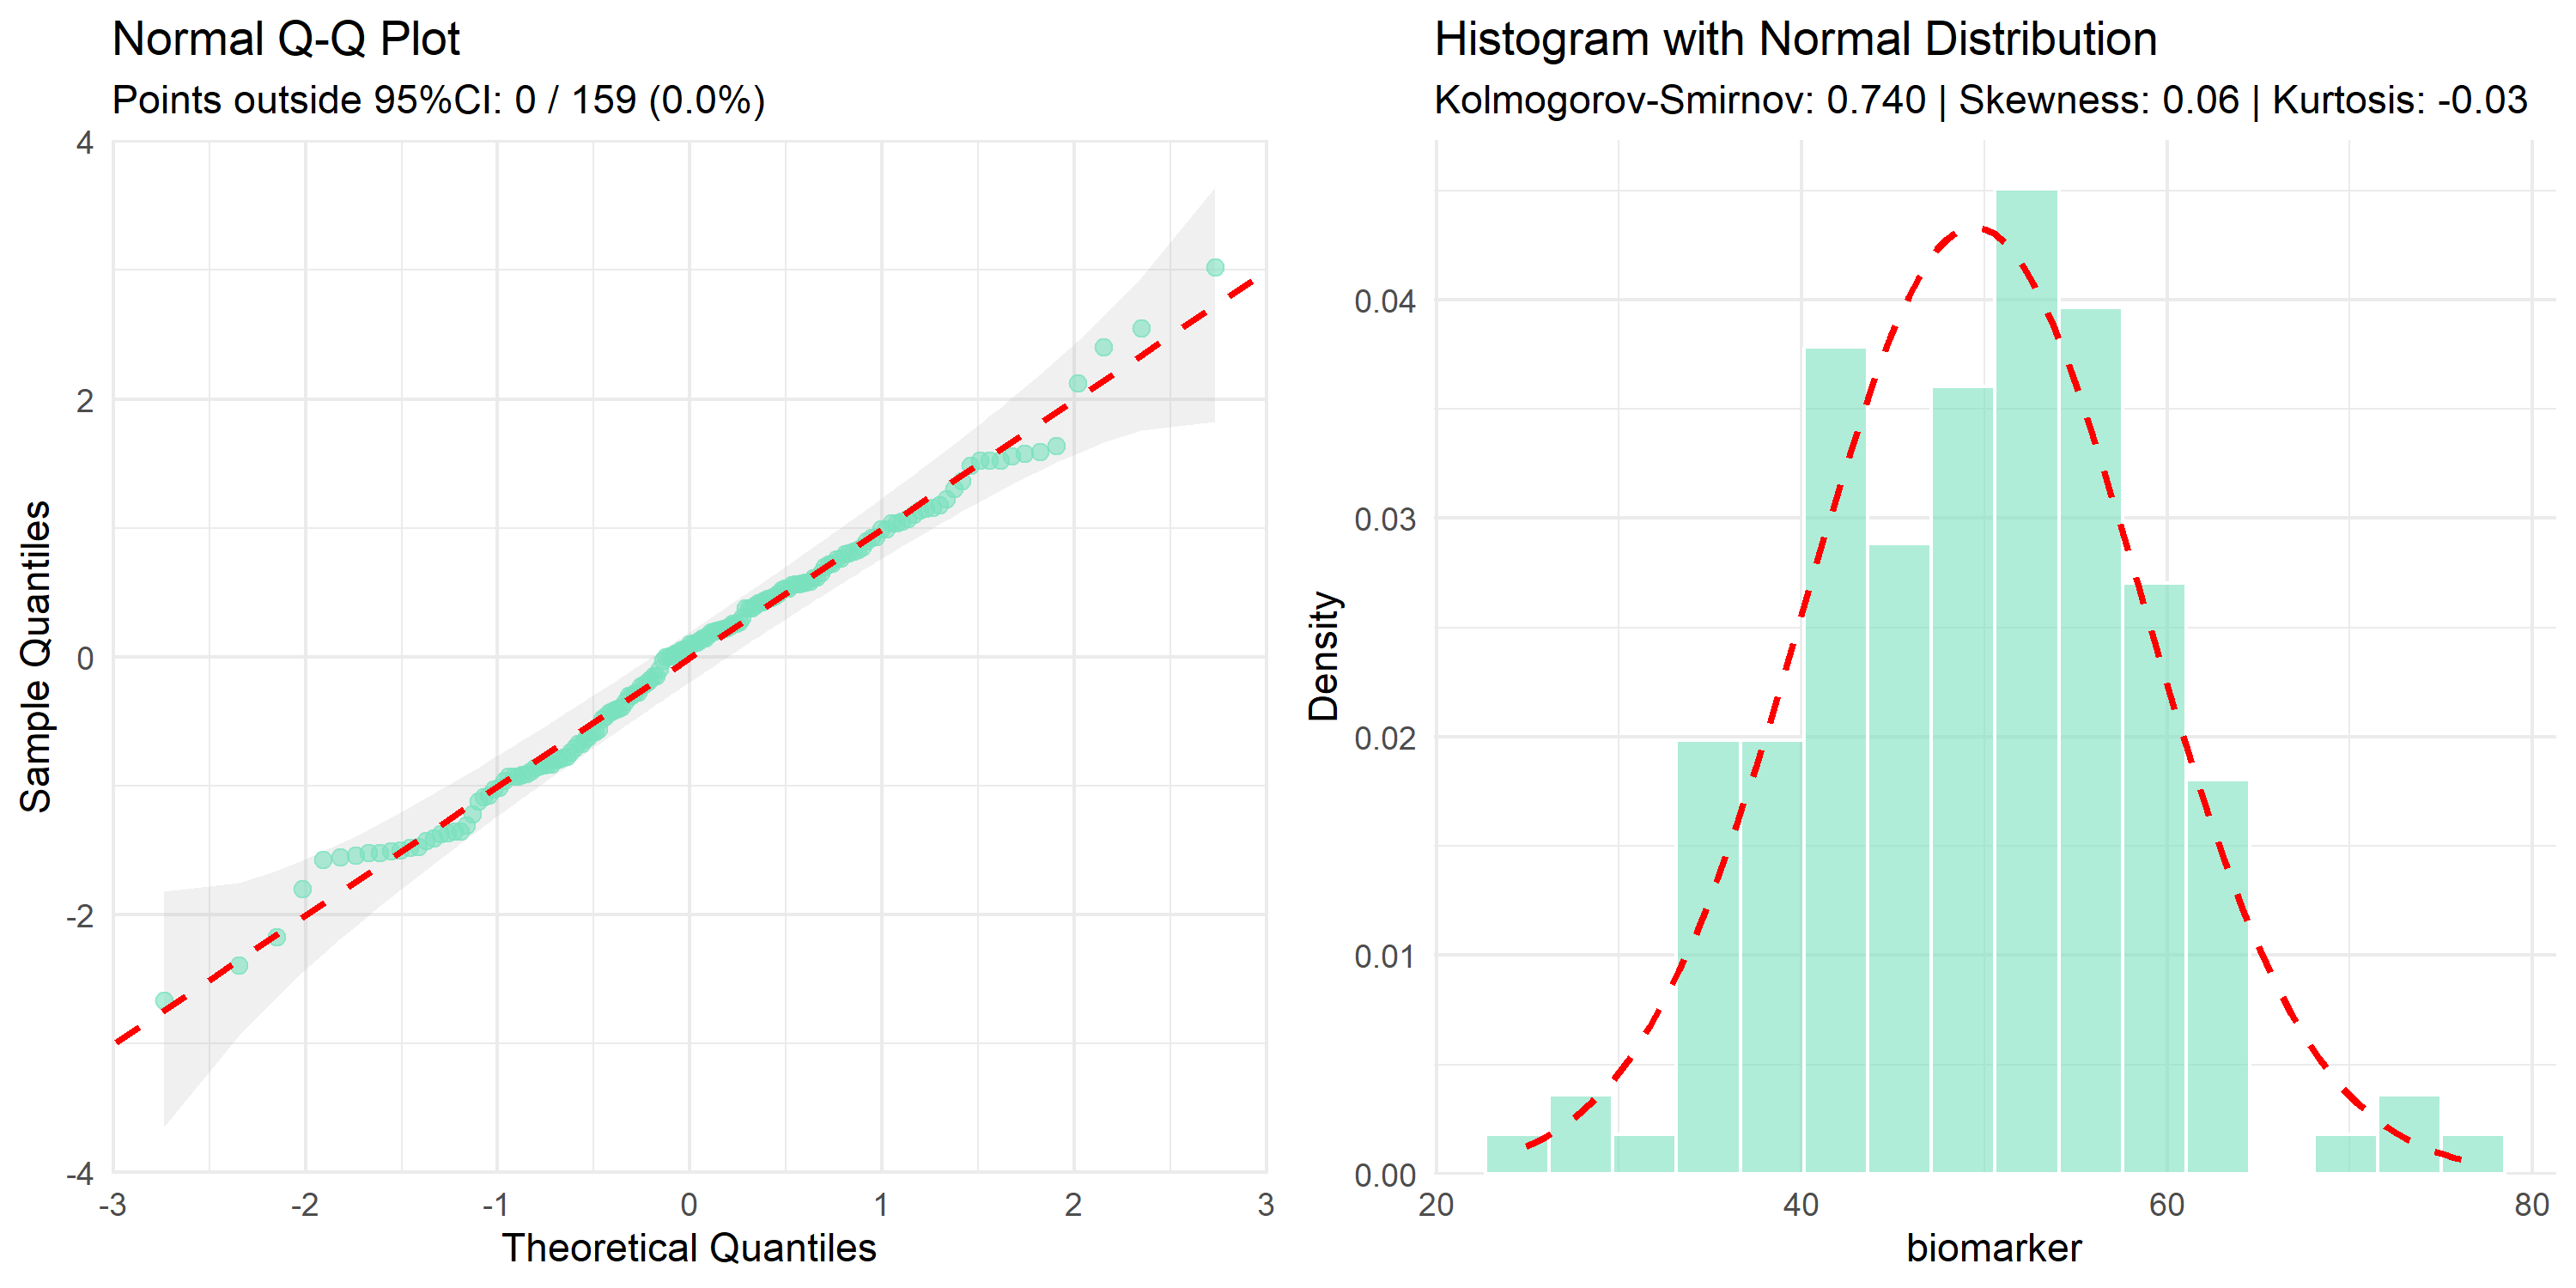 Normal Q-Q Plot
Points outside 95%CI: 0 / 159 (0.0%)
4
2
0
-2
-4
Sample Quantiles
-3
-2
-1
0
1
2
3
Theoretical Quantiles
Histogram with Normal Distribution
Kolmogorov-Smirnov: 0.740 | Skewness: 0.06 | Kurtosis: -0.03
0.04
0.03
0.02
0.01
0.00
Density
20
40
60
80
biomarker